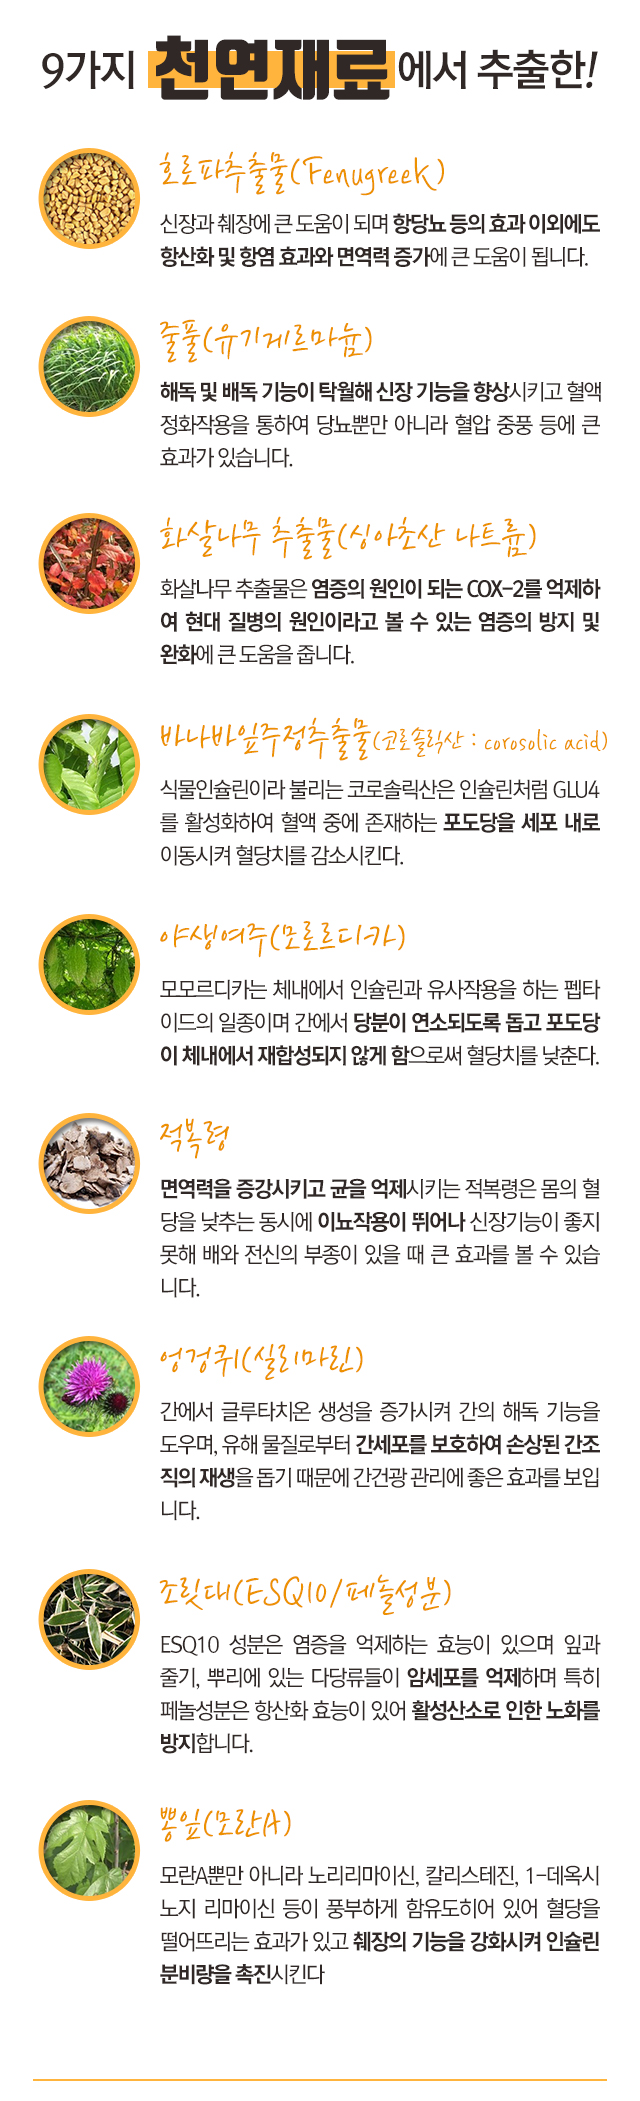 9가지 천연재료에서 추출한!
호로파추출물(Fenugreek)
신장과 췌장에 큰 도움이 되며 항당뇨 등의 효과 이외에도
항산화 및 항염 효과와 면역력 증가에 큰 도움이 됩니다.
줄풀(유기게르마늄)
해독 및 배독 기능이 탁월해 신장 기능을 향상시키고 혈액
정화작용을 통하여 당뇨뿐만 아니라 혈압 중풍 등에 큰
효과가 있습니다.
화살나무 추출물(싱아초산 나트륨)
화살나무 추출물은 염증의 원인이 되는 COX-2를 억제하
여 현대 질병의 원인이라고 볼 수 있는 염증의 방지 및
완화에 큰 도움을 줍니다.
바나바잎주정추출물(코로솔릭산 : corosolic acid)
식물인슐린이라 불리는 코로솔릭산은 인슐린처럼 GLU4
를 활성화하여 혈액 중에 존재하는 포도당을 세포 내로
이동시켜 혈당치를 감소시킨다.
야생여주(모로르디카)
모모르디카는 체내에서 인슐린과 유사작용을 하는 펩타
이드의 일종이며 간에서 당분이 연소되도록 돕고 포도당
이 체내에서 재합성되지 않게 함으로써 혈당치를 낮춘다.
적복령
면역력을 증강시키고 균을 억제시키는 적복령은 몸의 혈
당을 낮추는 동시에 이뇨작용이 뛰어나 신장기능이 좋지
못해 배와 전신의 부종이 있을 때 큰 효과를 볼 수 있습
니다.
엉겅퀴(실리마린)
간에서 글루타치온 생성을 증가시켜 간의 해독 기능을
도우며, 유해 물질로부터 간세포를 보호하여 손상된 간조
직의 재생을 돕기 때문에 간건광 관리에 좋은 효과를 보입
니다.
조릿대(ESQ10/페놀성분)
ESQ10 성분은 염증을 억제하는 효능이 있으며 잎과
줄기, 뿌리에 있는 다당류들이 암세포를 억제하며 특히
페놀성분은 항산화 효능이 있어 활성산소로 인한 노화를
방지합니다.
뽕잎(모란A)
모란A뿐만 아니라 노리리마이신, 칼리스테진, 1-데옥시
노지 리마이신 등이 풍부하게 함유도히어 있어 혈당을
떨어뜨리는 효과가 있고 췌장의 기능을 강화시켜 인슐린
분비량을 촉진시킨다